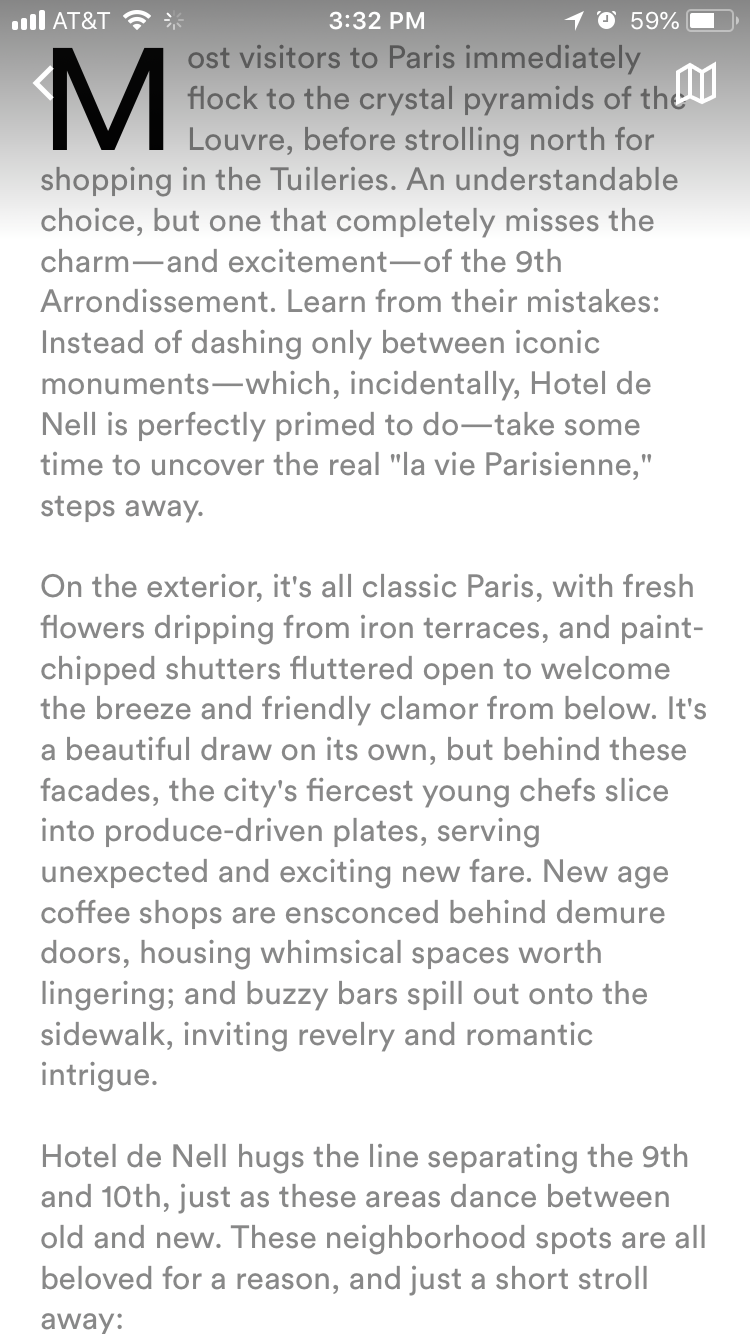 AT&T 3:32 PM 59%
Most visitors to Paris immediately
flock to the crystal pyramids of the
Louvre, before strolling north for
shopping in the Tuileries. An understandable
choice, but one that completely misses the
charm—and excitement—of the 9th
Arrondissement. Learn from their mistakes:
Instead of dashing only between iconic
monuments—which, incidentally, Hotel de
Nell is perfectly primed to do—take some
time to uncover the real "la vie Parisienne,"
steps away.
On the exterior, it's all classic Paris, with fresh
flowers dripping from iron terraces, and paint-
chipped shutters fluttered open to welcome
the breeze and friendly clamor from below. It's
a beautiful draw on its own, but behind these
facades, the city's fiercest young chefs slice
into produce-driven plates, serving
unexpected and exciting new fare. New age
coffee shops are ensconced behind demure
doors, housing whimsical spaces worth
lingering; and buzzy bars spill out onto the
sidewalk, inviting revelry and romantic
intrigue.
Hotel de Nell hugs the line separating the 9th
and 10th, just as these areas dance between
old and new. These neighborhood spots are all
beloved for a reason, and just a short stroll
away: